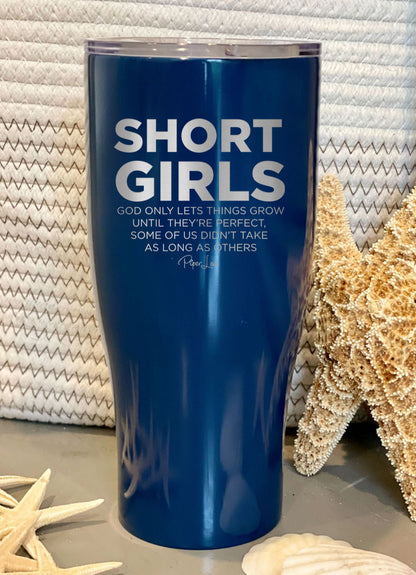 SHORT
GIRLS
GOD ONLY LETS THINGS GROW
UNTIL THEY'RE PERFECT,
SOME OF US DIDN'T TAKE
AS LONG AS OTHERS
Piper Lou